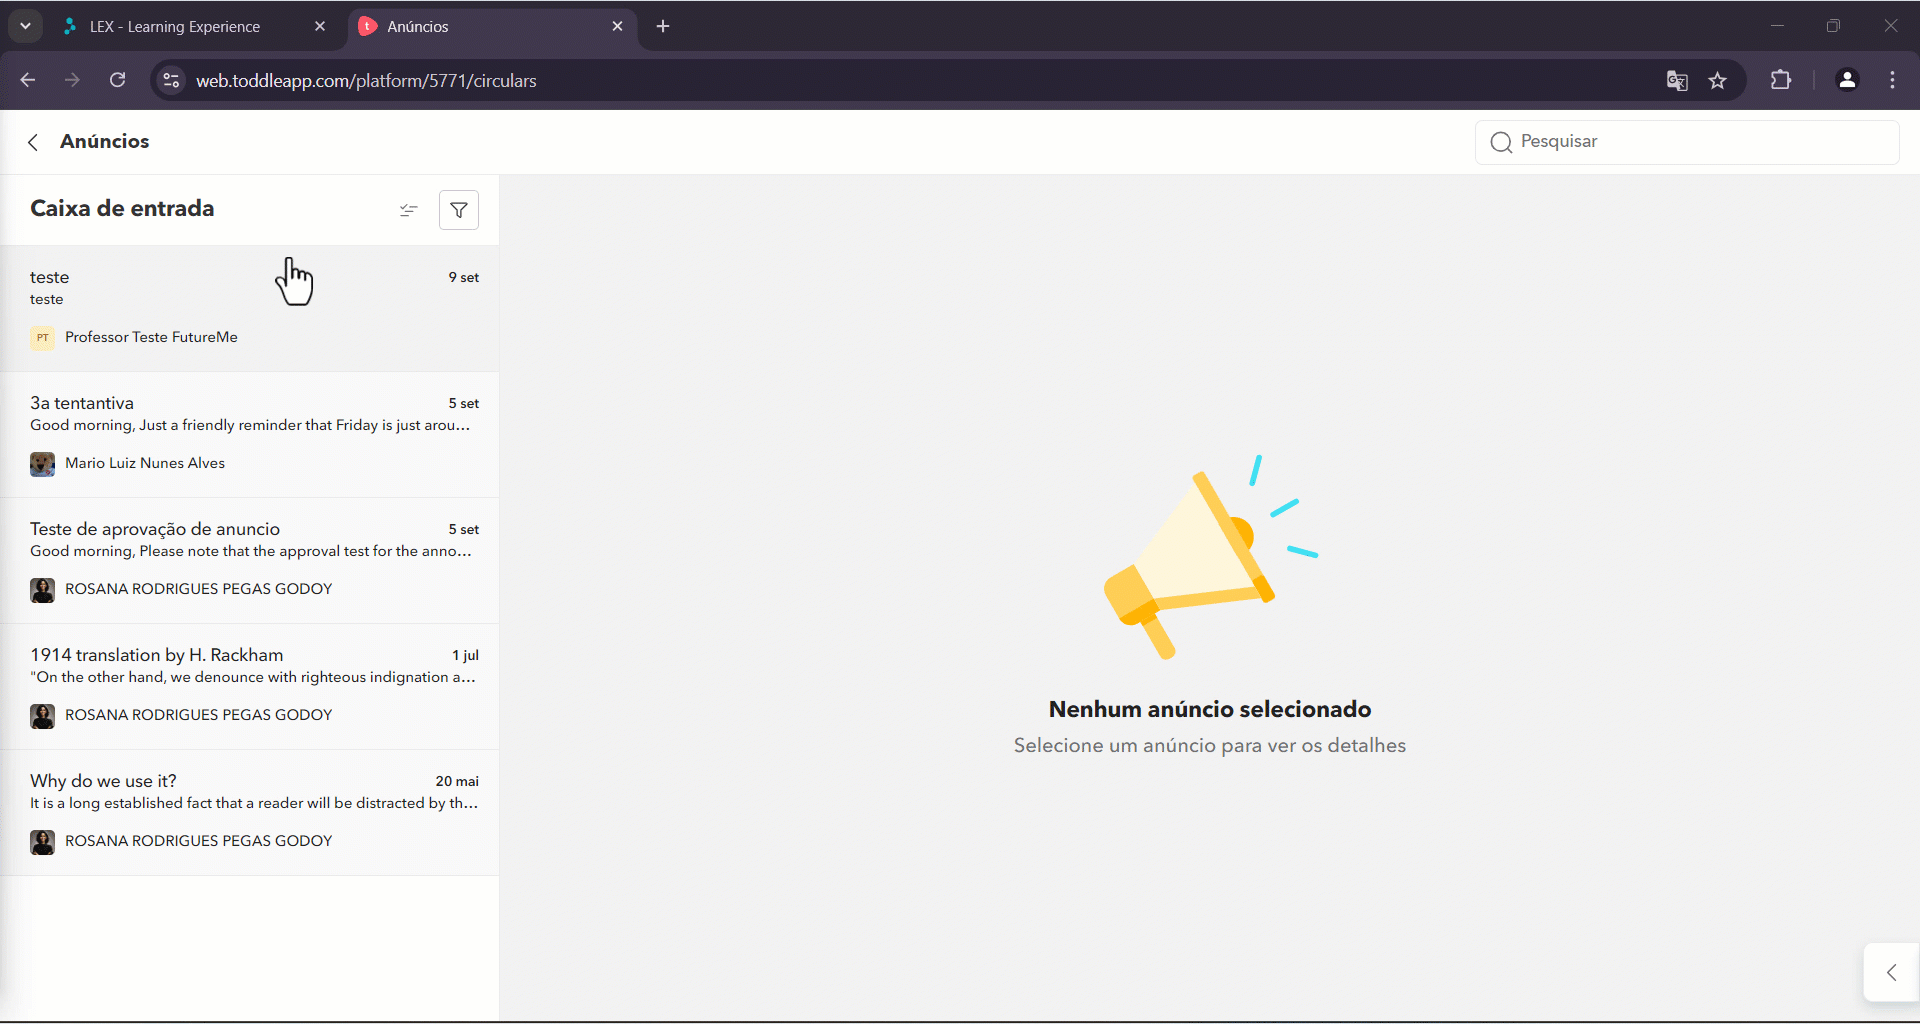 LEX - Learning Experience
Anúncios
web.toddleapp.com/platform/5771/circulars
Anúncios
Pesquisar
Caixa de entrada
teste
9 set
teste
PT
Professor Teste FutureMe
3a tentantiva
5 set
Good morning, Just a friendly reminder that Friday is just arou...
Mario Luiz Nunes Alves
Teste de aprovação de anuncio
5 set
Good morning, Please note that the approval test for the anno...
ROSANA RODRIGUES PEGAS GODOY
1914 translation by H. Rackham
1 jul
"On the other hand, we denounce with righteous indignation a...
ROSANA RODRIGUES PEGAS GODOY
Why do we use it?
20 mai
It is a long established fact that a reader will be distracted by th...
ROSANA RODRIGUES PEGAS GODOY
Nenhum anúncio selecionado
Selecione um anúncio para ver os detalhes